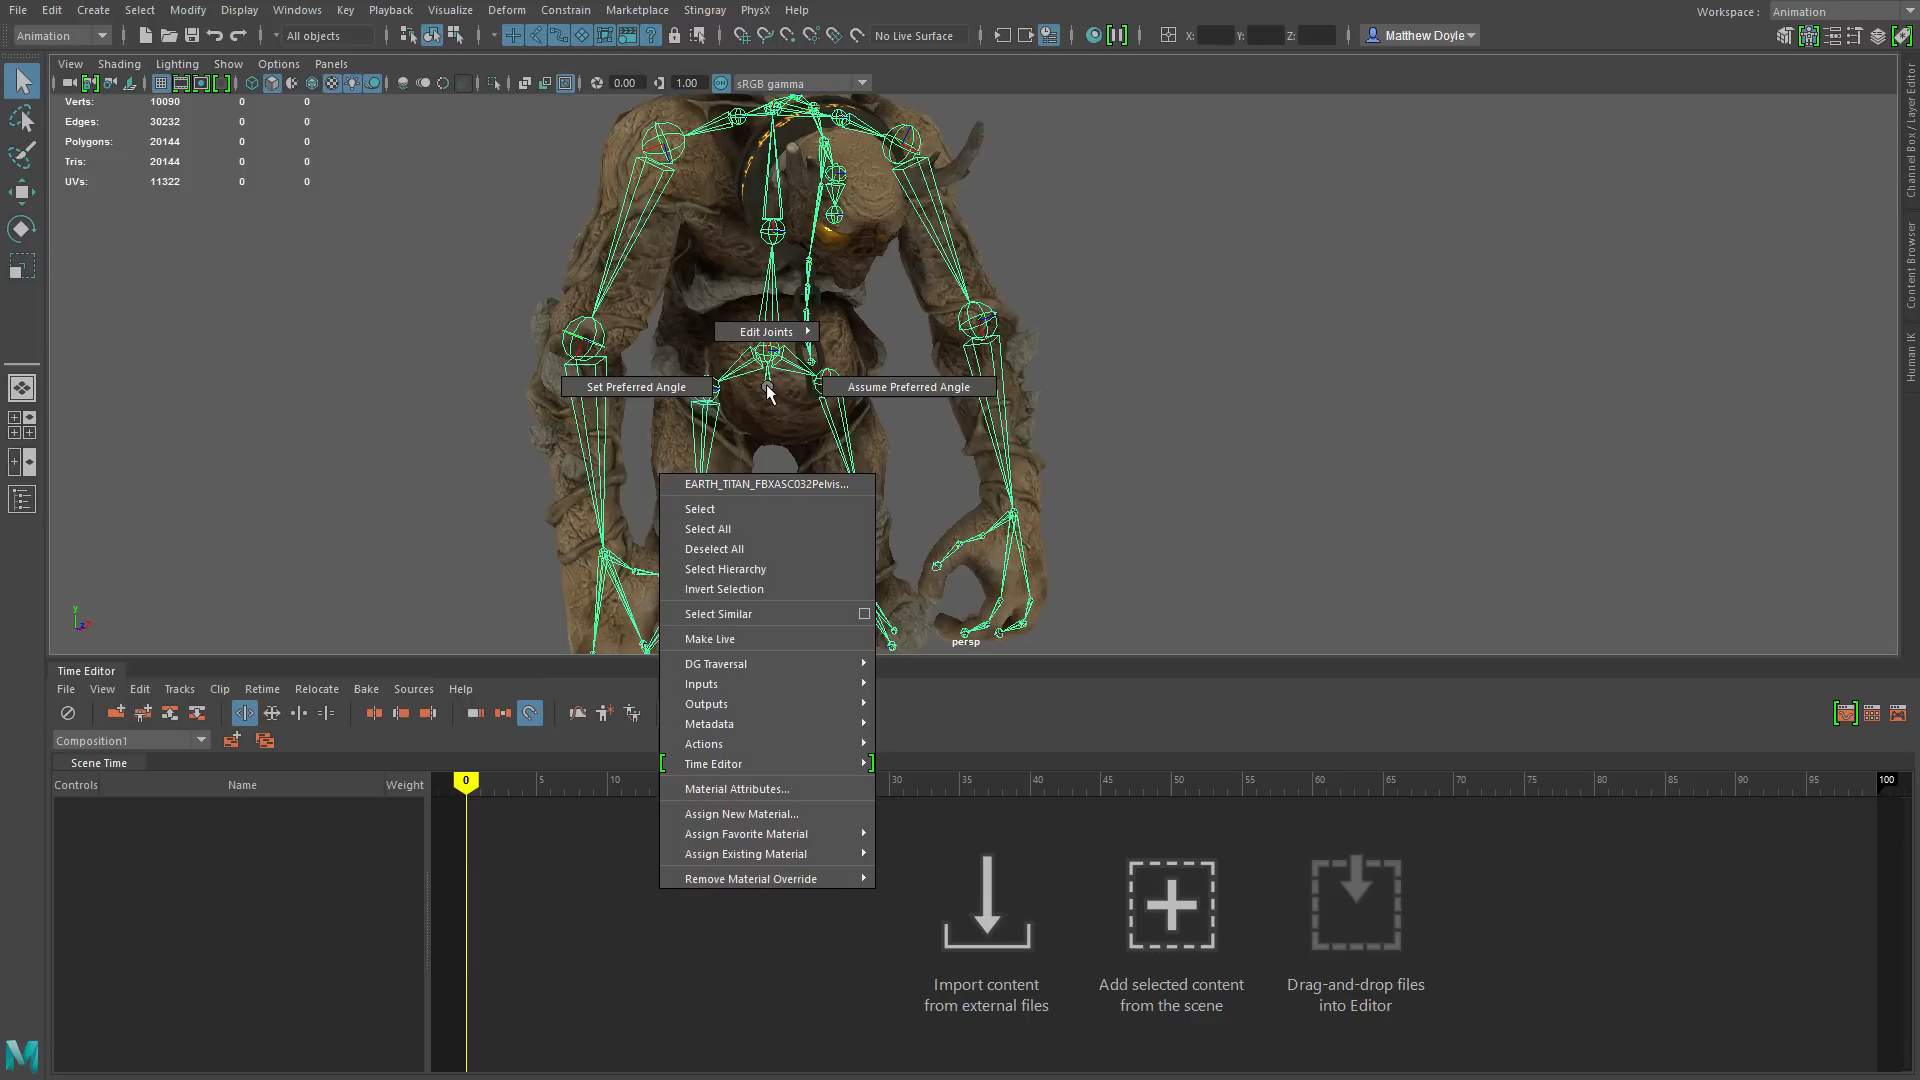 File Edit Create Select Modify Display Windows Key Playback Visualize Deform Constrain Marketplace Stingray PhysX Help
Workspace : Animation
Animation All objects No Live Surface X: Y: Z: Matthew Doyle
View Shading Lighting Show Options Panels
0.00 1.00 ON sRGB gamma
Verts: 10090 0 0
Edges: 30232 0 0
Polygons: 20144 0 0
Tris: 20144 0 0
UVs: 11322 0 0
Channel Box / Layer Editor
Content Browser
Human IK
Edit Joints
Set Preferred Angle
Assume Preferred Angle
EARTH_TITAN_FBXASC032Pelvis...
Select
Select All
Deselect All
Select Hierarchy
Invert Selection
Select Similar
Make Live
DG Traversal
Inputs
Outputs
Metadata
Actions
Time Editor
Material Attributes...
Assign New Material...
Assign Favorite Material
Assign Existing Material
Remove Material Override
y
persp
Time Editor
File View Edit Tracks Clip Retime Relocate Bake Sources Help
Composition1
Scene Time
Controls Name Weight
0 5 10 30 35 40 45 50 55 60 65 70 75 80 85 90 95 100
Import content
from external files
Add selected content
from the scene
Drag-and-drop files
into Editor
M